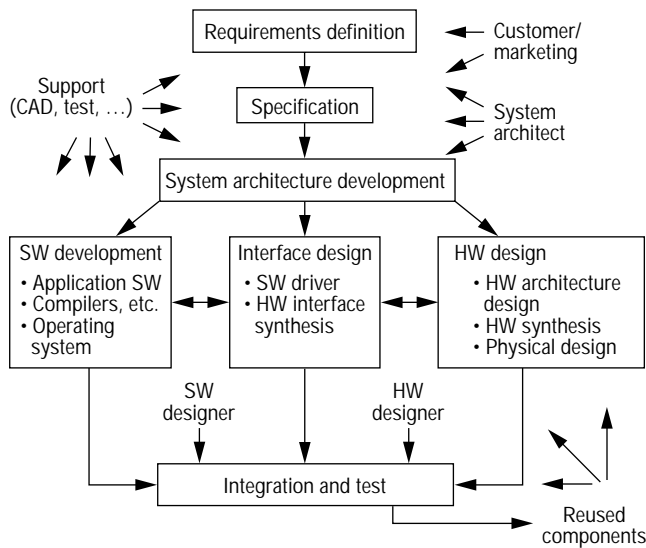 Requirements definition
Customer/
marketing
Support
(CAD, test, …)
Specification
System
architect
System architecture development
SW development
• Application SW
• Compilers, etc.
• Operating
system
Interface design
• SW driver
• HW interface
synthesis
HW design
• HW architecture
design
• HW synthesis
• Physical design
SW
designer
HW
designer
Integration and test
Reused
components